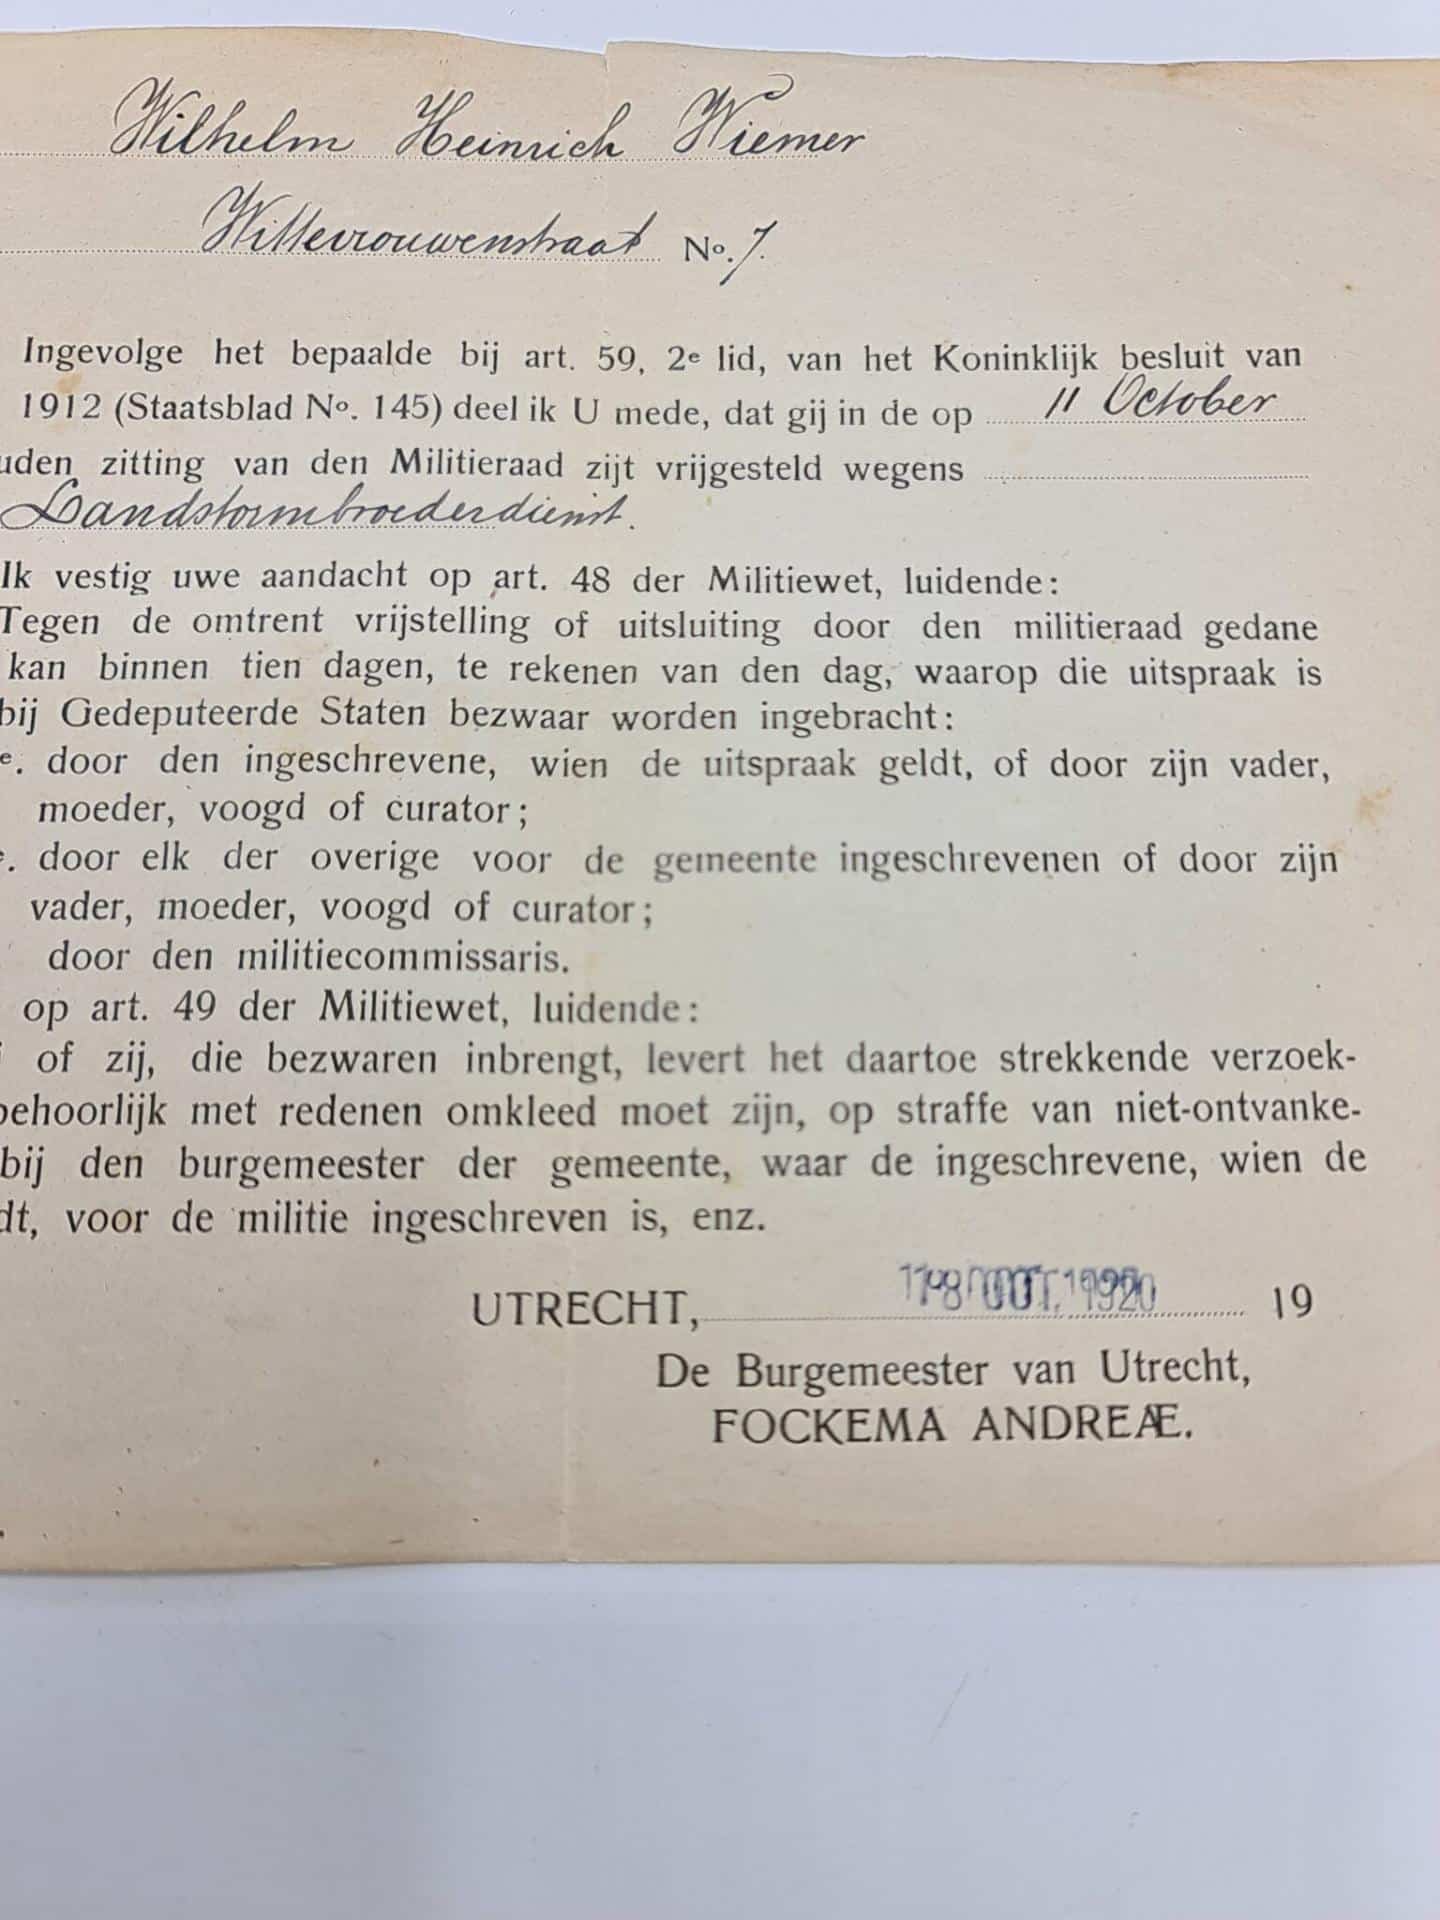 Wilhelm Heinrich Wiemer
Wittevrouwenstraat No. 7.
Ingevolge het bepaalde bij art. 59, 2e lid, van het Koninklijk besluit van
1912 (Staatsblad No. 145) deel ik U mede, dat gij in de op 11 October
uden zitting van den Militieraad zijt vrijgesteld wegens
Landstormbroederdienst.
Ik vestig uwe aandacht op art. 48 der Militiewet, luidende:
Tegen de omtrent vrijstelling of uitsluiting door den militieraad gedane
kan binnen tien dagen, te rekenen van den dag, waarop die uitspraak is
bij Gedeputeerde Staten bezwaar worden ingebracht:
e. door den ingeschrevene, wien de uitspraak geldt, of door zijn vader,
moeder, voogd of curator;
e. door elk der overige voor de gemeente ingeschrevenen of door zijn
vader, moeder, voogd of curator;
door den militiecommissaris.
op art. 49 der Militiewet, luidende:
of zij, die bezwaren inbrengt, levert het daartoe strekkende verzoek-
behoorlijk met redenen omkleed moet zijn, op straffe van niet-ontvanke-
bij den burgemeester der gemeente, waar de ingeschrevene, wien de
dt, voor de militie ingeschreven is, enz.
UTRECHT, OCT. 1920 19
De Burgemeester van Utrecht,
FOCKEMA ANDREÆ.